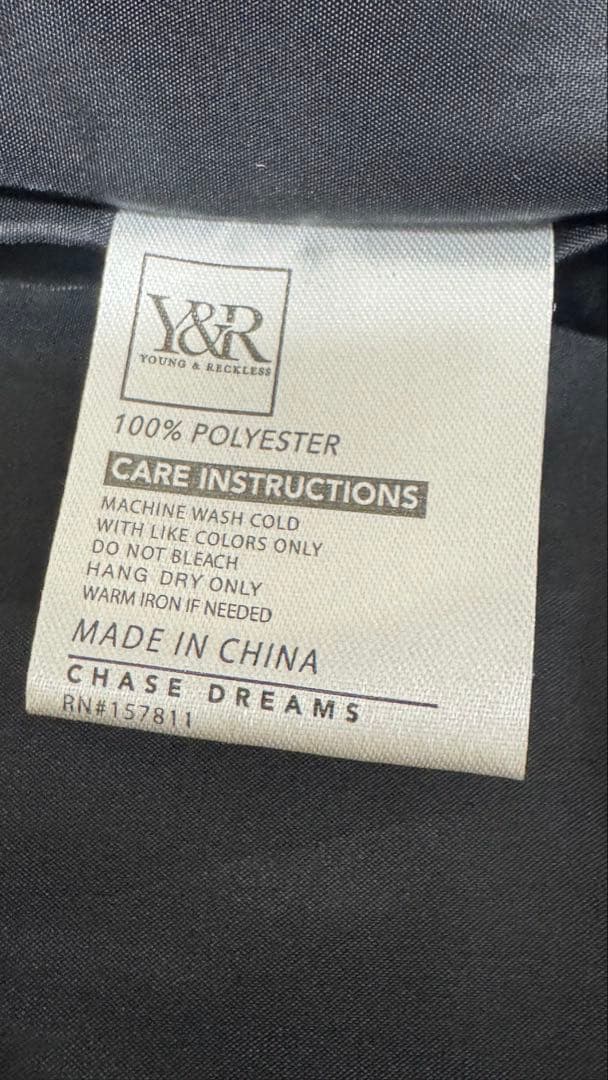 Y&R
YOUNG & RECKLESS
100% POLYESTER
CARE INSTRUCTIONS
MACHINE WASH COLD
WITH LIKE COLORS ONLY
DO NOT BLEACH
HANG DRY ONLY
WARM IRON IF NEEDED
MADE IN CHINA
CHASE DREAMS
RN#157811